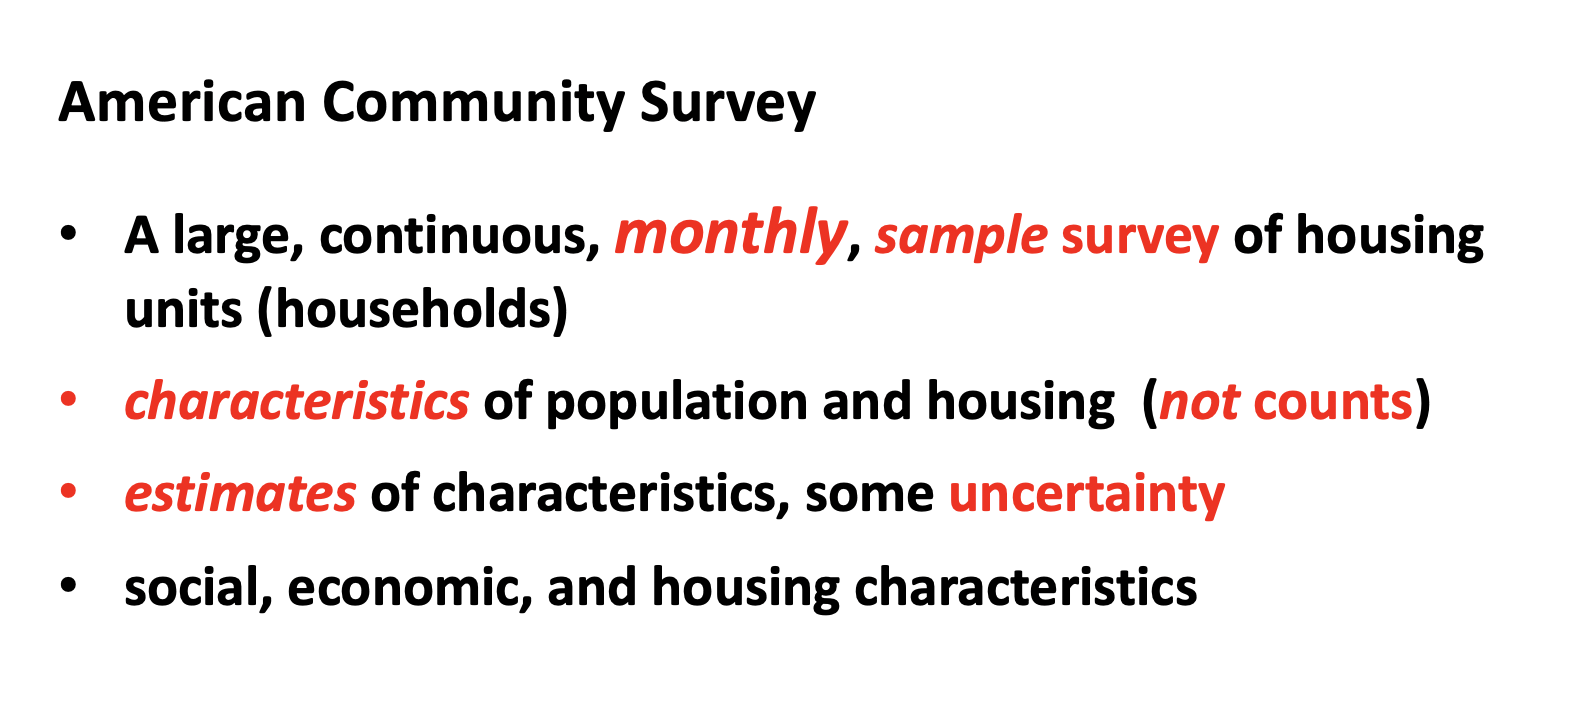 American Community Survey
• A large, continuous, monthly, sample survey of housing
units (households)
• characteristics of population and housing  (not counts)
• estimates of characteristics, some uncertainty
• social, economic, and housing characteristics